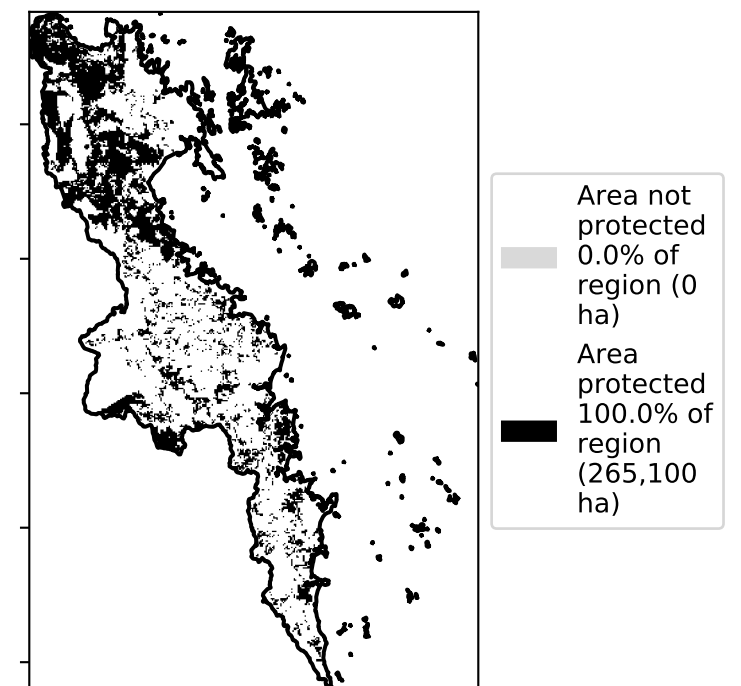 Area not
protected
0.0% of
region (0
ha)
Area
protected
100.0% of
region
(265,100
ha)